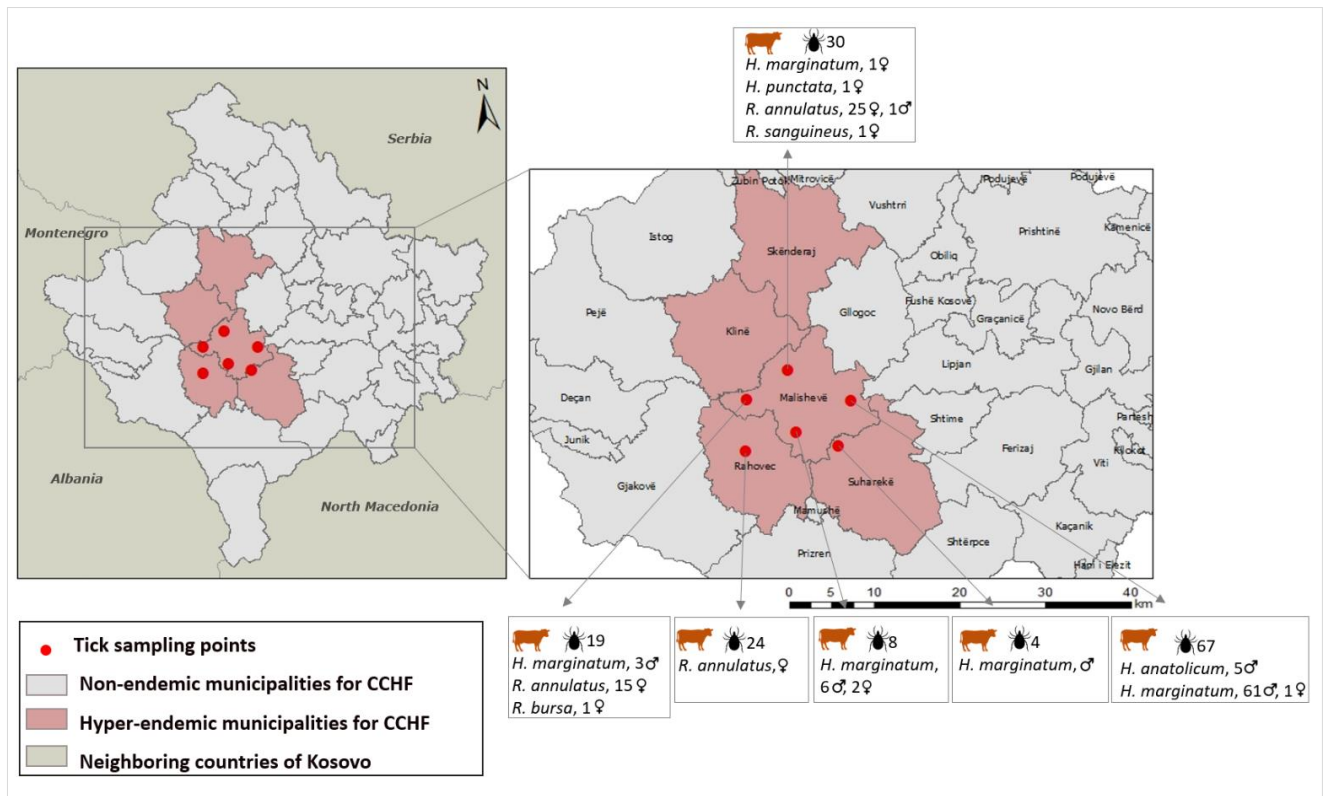 30
H. marginatum, 1♀
H. punctata, 1♀
R. annulatus, 25♀, 1♂
R. sanguineus, 1♀
N
Serbia
Montenegro
Albania
North Macedonia
Zubin Potok
Mitrovicë
Podujevë
Podujevë
Vushtrri
Prishtinë
Kamenicë
Istog
Skënderaj
Obiliq
Fushë Kosovë
Graçanicë
Novo Bërd
Pejë
Gllogoc
Klinë
Lipjan
Gjilan
Deçan
Malishevë
Shtime
Partesh
Junik
Ferizaj
Kllokot
Rahovec
Viti
Gjakovë
Suharekë
Mamushë
Kaçanik
Shtërpce
Prizren
Hani i Elezit
0 5 10 20 30 40
km
19
H. marginatum, 3♂
R. annulatus, 15♀
R. bursa, 1♀
24
R. annulatus,♀
8
H. marginatum,
6♂, 2♀
4
H. marginatum, ♂
67
H. anatolicum, 5♂
H. marginatum, 61♂, 1♀
Tick sampling points
Non-endemic municipalities for CCHF
Hyper-endemic municipalities for CCHF
Neighboring countries of Kosovo